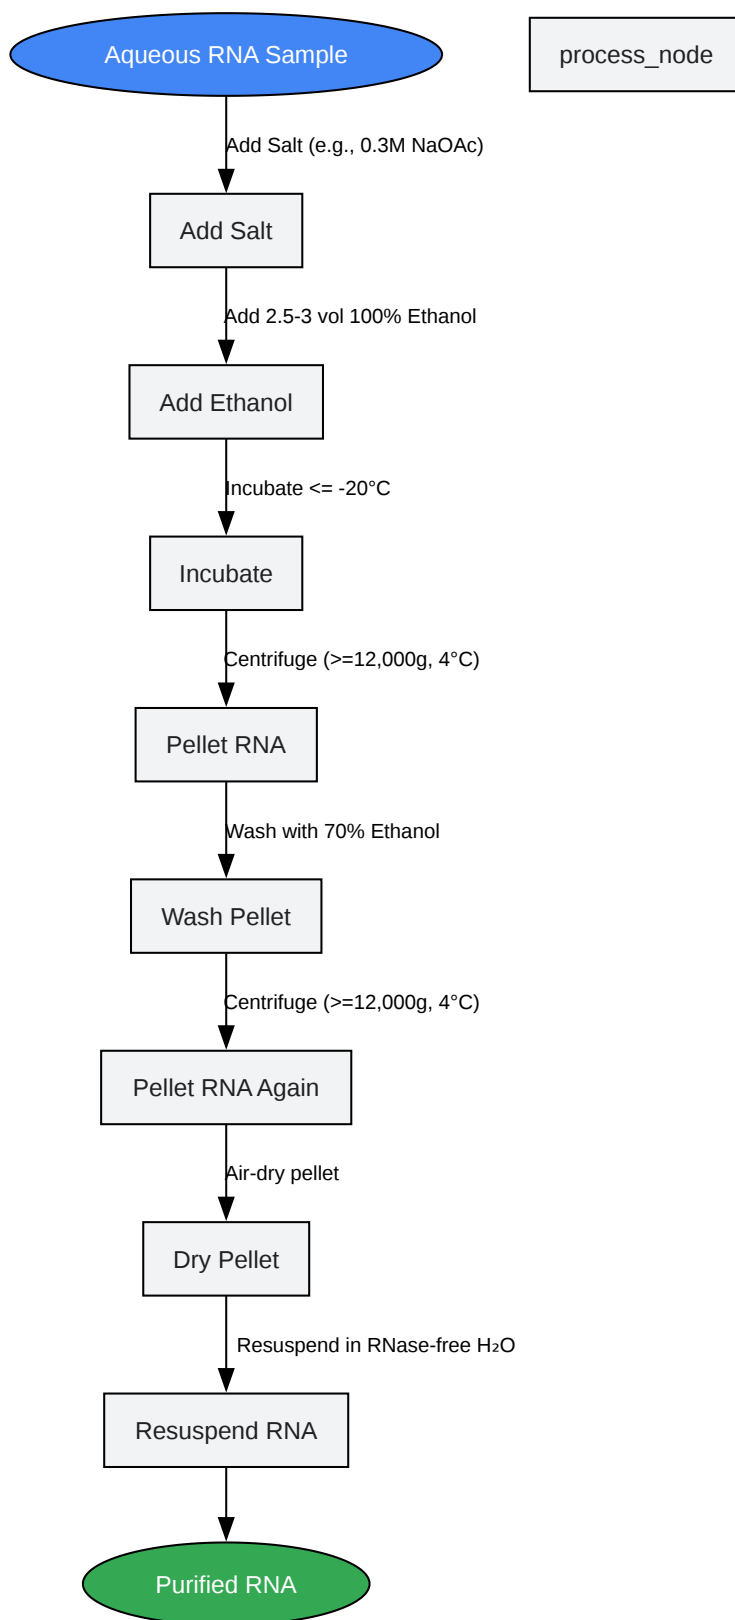 Aqueous RNA Sample
process_node
Add Salt (e.g., 0.3M NaOAc)
Add Salt
Add 2.5-3 vol 100% Ethanol
Add Ethanol
Incubate <= -20°C
Incubate
Centrifuge (>=12,000g, 4°C)
Pellet RNA
Wash with 70% Ethanol
Wash Pellet
Centrifuge (>=12,000g, 4°C)
Pellet RNA Again
Air-dry pellet
Dry Pellet
Resuspend in RNase-free H₂O
Resuspend RNA
Purified RNA